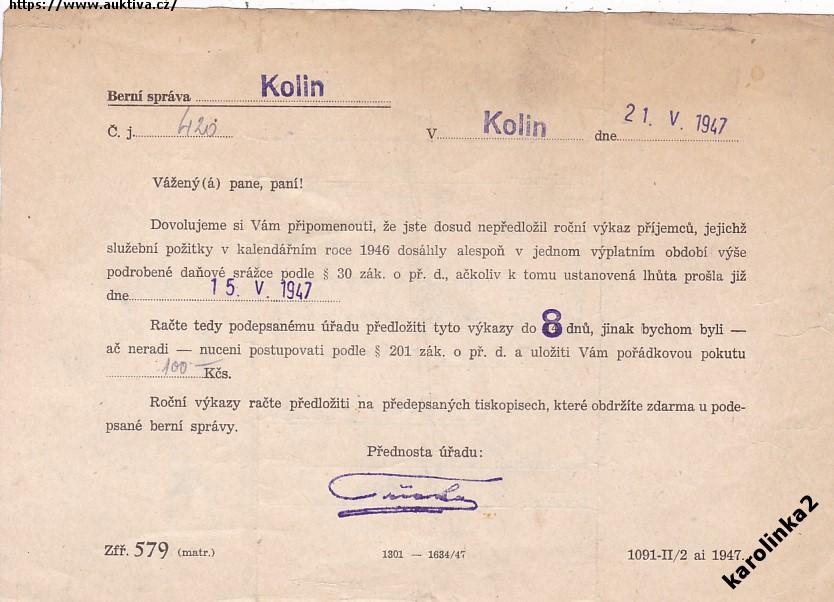 https://www.auktiva.cz/
Berní správa Kolin
Č. j. 420
V Kolin dne 21. V. 1947
Vážený(á) pane, paní!
Dovolujeme si Vám připomenouti, že jste dosud nepředložil roční výkaz příjemců, jejichž
služební požitky v kalendářním roce 1946 dosáhly alespoň v jednom výplatním období výše
podrobené daňové srážce podle § 30 zák. o př. d., ačkoliv k tomu ustanovená lhůta prošla již
dne 15. V. 1947
Račte tedy podepsanému úřadu předložiti tyto výkazy do 8 dnů, jinak bychom byli —
ač neradi — nuceni postupovati podle § 201 zák. o př. d. a uložiti Vám pořádkovou pokutu
100 Kčs.
Roční výkazy račte předložiti na předepsaných tiskopisech, které obdržíte zdarma u pode-
psané berní správy.
Přednosta úřadu:
Zfř. 579 (matr.)
1301 — 1634/47
1091-II/2 ai 1947.
karolinka2